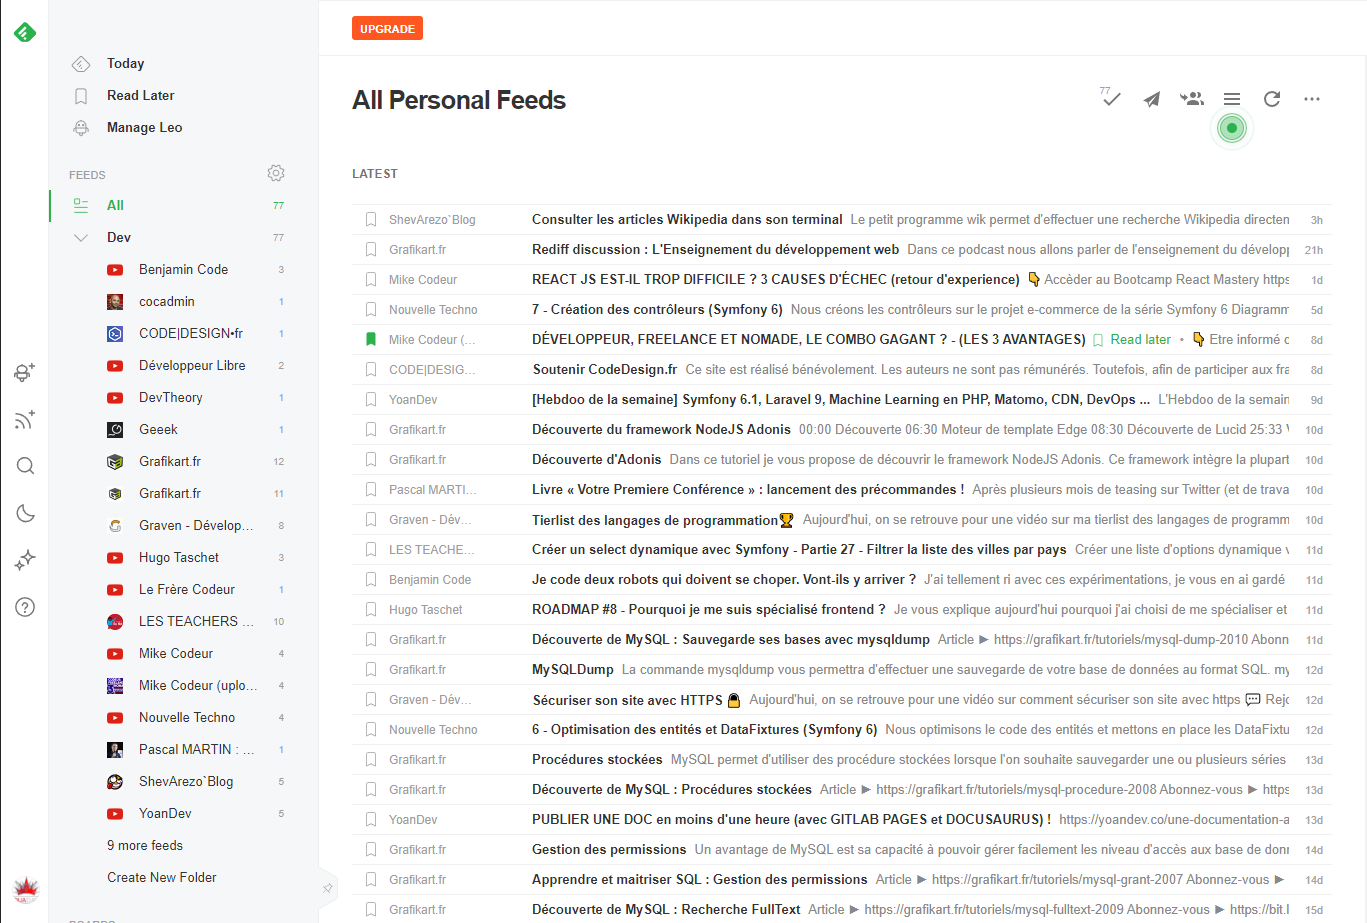 UPGRADE
Today
Read Later
Manage Leo
FEEDS
All 77
Dev 77
Benjamin Code 3
cocadmin 1
CODE|DESIGN•fr 1
Développeur Libre 2
DevTheory 1
Geeek 1
Grafikart.fr 12
Grafikart.fr 11
Graven - Dévelop… 8
Hugo Taschet 3
Le Frère Codeur 1
LES TEACHERS … 10
Mike Codeur 4
Mike Codeur (uplo… 4
Nouvelle Techno 4
Pascal MARTIN : … 1
ShevArezo`Blog 5
YoanDev 5
9 more feeds
Create New Folder
All Personal Feeds
77
LATEST
ShevArezo`Blog Consulter les articles Wikipedia dans son terminal Le petit programme wik permet d'effectuer une recherche Wikipedia directen 3h
Grafikart.fr Rediff discussion : L'Enseignement du développement web Dans ce podcast nous allons parler de l'enseignement du dévelop 21h
Mike Codeur REACT JS EST-IL TROP DIFFICILE ? 3 CAUSES D'ÉCHEC (retour d'experience) 👇 Accèder au Bootcamp React Mastery https 1d
Nouvelle Techno 7 - Création des contrôleurs (Symfony 6) Nous créons les contrôleurs sur le projet e-commerce de la série Symfony 6 Diagramm 5d
Mike Codeur (… DÉVELOPPEUR, FREELANCE ET NOMADE, LE COMBO GAGANT ? - (LES 3 AVANTAGES) Read later • 👇 Etre informé c 8d
CODE|DESIG… Soutenir CodeDesign.fr Ce site est réalisé bénévolement. Les auteurs ne sont pas rémunérés. Toutefois, afin de participer aux fra 8d
YoanDev [Hebdoo de la semaine] Symfony 6.1, Laravel 9, Machine Learning en PHP, Matomo, CDN, DevOps ... L'Hebdoo de la semain 9d
Grafikart.fr Découverte du framework NodeJS Adonis 00:00 Découverte 06:30 Moteur de template Edge 08:30 Découverte de Lucid 25:33 V 10d
Grafikart.fr Découverte d'Adonis Dans ce tutoriel je vous propose de découvrir le framework NodeJS Adonis. Ce framework intègre la plupart 10d
Pascal MARTI… Livre « Votre Premiere Conférence » : lancement des précommandes ! Après plusieurs mois de teasing sur Twitter (et de trava 10d
Graven - Dév… Tierlist des langages de programmation🏆 Aujourd'hui, on se retrouve pour une vidéo sur ma tierlist des langages de programm 10d
LES TEACHE… Créer un select dynamique avec Symfony - Partie 27 - Filtrer la liste des villes par pays Créer une liste d'options dynamique v 11d
Benjamin Code Je code deux robots qui doivent se choper. Vont-ils y arriver ? J'ai tellement ri avec ces expérimentations, je vous en ai gardé 11d
Hugo Taschet ROADMAP #8 - Pourquoi je me suis spécialisé frontend ? Je vous explique aujourd'hui pourquoi j'ai choisi de me spécialiser et 11d
Grafikart.fr Découverte de MySQL : Sauvegarde ses bases avec mysqldump Article ► https://grafikart.fr/tutoriels/mysql-dump-2010 Abonn 11d
Grafikart.fr MySQLDump La commande mysqldump vous permettra d'effectuer une sauvegarde de votre base de données au format SQL. my 12d
Graven - Dév… Sécuriser son site avec HTTPS 🔒 Aujourd'hui, on se retrouve pour une vidéo sur comment sécuriser son site avec https 💬 Rejo 12d
Nouvelle Techno 6 - Optimisation des entités et DataFixtures (Symfony 6) Nous optimisons le code des entités et mettons en place les DataFixtu 12d
Grafikart.fr Procédures stockées MySQL permet d'utiliser des procédure stockées lorsque l'on souhaite sauvegarder une ou plusieurs séries 13d
Grafikart.fr Découverte de MySQL : Procédures stockées Article ► https://grafikart.fr/tutoriels/mysql-procedure-2008 Abonnez-vous ► https 13d
YoanDev PUBLIER UNE DOC en moins d'une heure (avec GITLAB PAGES et DOCUSAURUS) ! https://yoandev.co/une-documentation-a 13d
Grafikart.fr Gestion des permissions Un avantage de MySQL est sa capacité à pouvoir gérer facilement les niveau d'accès aux base de donr 14d
Grafikart.fr Apprendre et maitriser SQL : Gestion des permissions Article ► https://grafikart.fr/tutoriels/mysql-grant-2007 Abonnez-vous ► 14d
Grafikart.fr Découverte de MySQL : Recherche FullText Article ► https://grafikart.fr/tutoriels/mysql-fulltext-2009 Abonnez-vous ► https://bit.l 15d